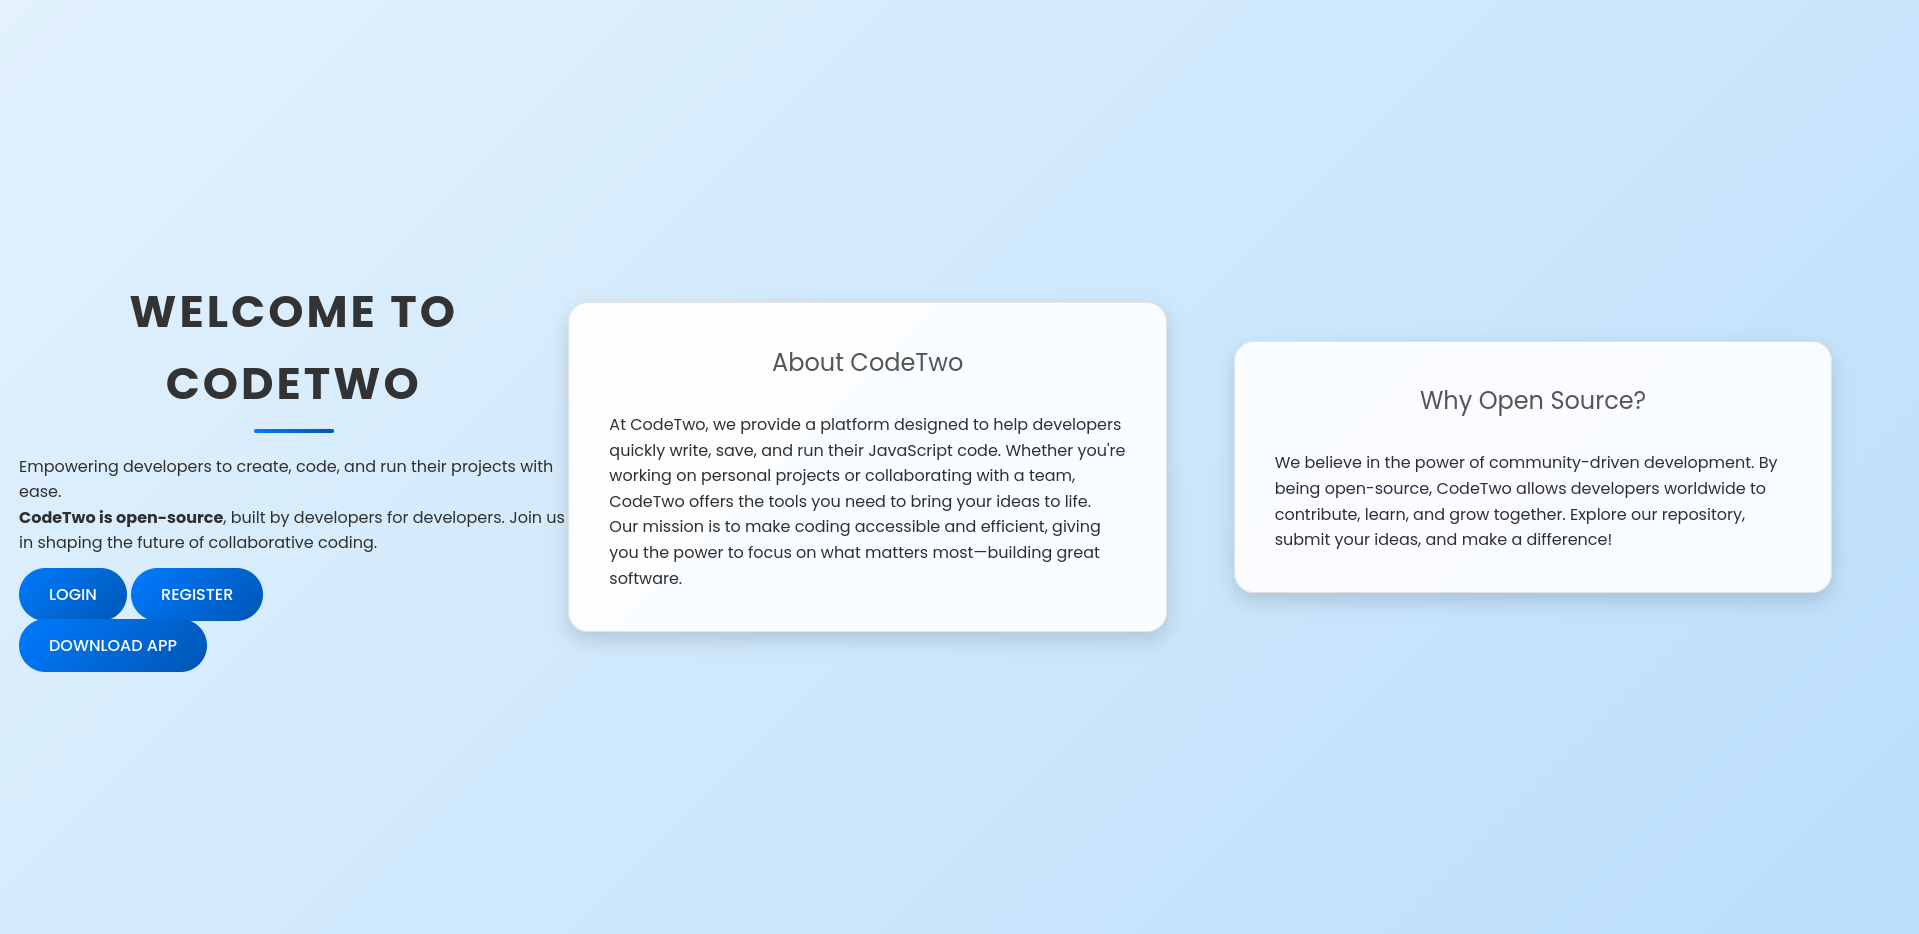 WELCOME TO
CODETWO
Empowering developers to create, code, and run their projects with
ease.
CodeTwo is open-source, built by developers for developers. Join us
in shaping the future of collaborative coding.
LOGIN
REGISTER
DOWNLOAD APP
About CodeTwo
At CodeTwo, we provide a platform designed to help developers
quickly write, save, and run their JavaScript code. Whether you're
working on personal projects or collaborating with a team,
CodeTwo offers the tools you need to bring your ideas to life.
Our mission is to make coding accessible and efficient, giving
you the power to focus on what matters most—building great
software.
Why Open Source?
We believe in the power of community-driven development. By
being open-source, CodeTwo allows developers worldwide to
contribute, learn, and grow together. Explore our repository,
submit your ideas, and make a difference!